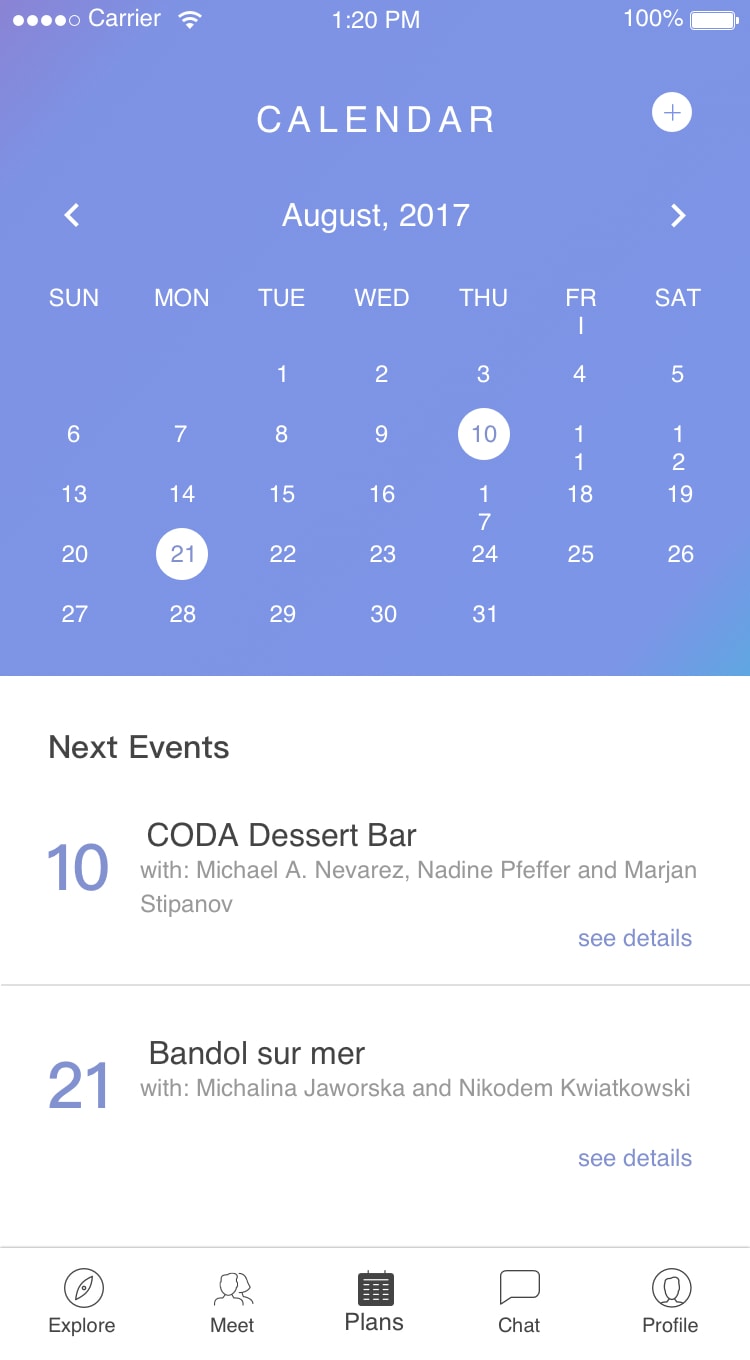 Carrier 1:20 PM 100%
CALENDAR
August, 2017
SUN MON TUE WED THU FR SAT
I
1 2 3 4 5
6 7 8 9 10 1 1
1 2
13 14 15 16 1 18 19
7
20 21 22 23 24 25 26
27 28 29 30 31
Next Events
10
CODA Dessert Bar
with: Michael A. Nevarez, Nadine Pfeffer and Marjan
Stipanov
see details
21
Bandol sur mer
with: Michalina Jaworska and Nikodem Kwiatkowski
see details
Explore Meet Plans Chat Profile